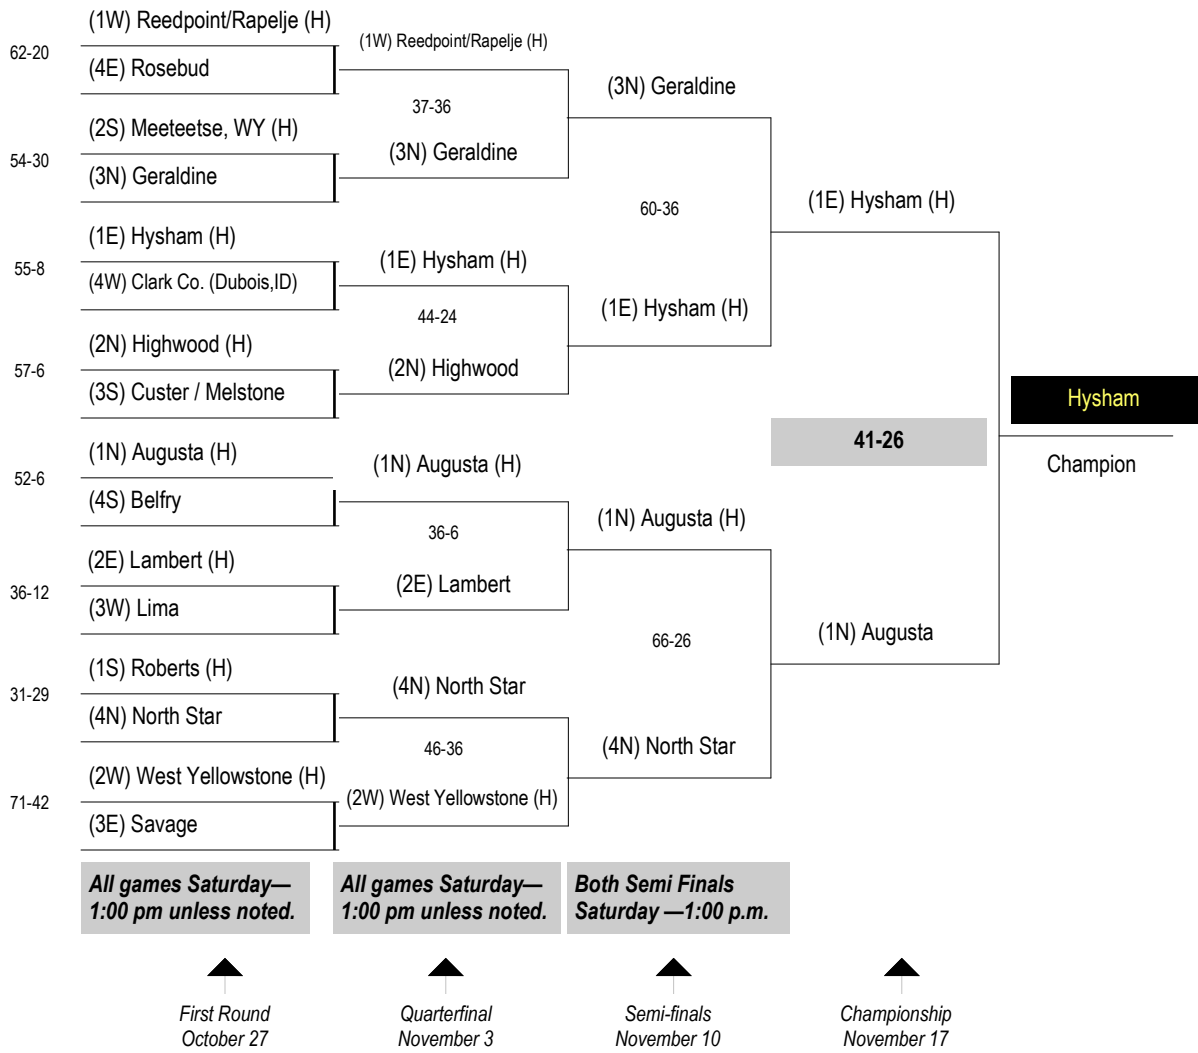 (1W) Reedpoint/Rapelje (H)
62-20
(4E) Rosebud
(2S) Meeteetse, WY (H)
54-30
(3N) Geraldine
(1E) Hysham (H)
55-8
(4W) Clark Co. (Dubois,ID)
(2N) Highwood (H)
57-6
(3S) Custer / Melstone
(1N) Augusta (H)
52-6
(4S) Belfry
(2E) Lambert (H)
36-12
(3W) Lima
(1S) Roberts (H)
31-29
(4N) North Star
(2W) West Yellowstone (H)
71-42
(3E) Savage
(1W) Reedpoint/Rapelje (H)
37-36
(3N) Geraldine
(1E) Hysham (H)
44-24
(2N) Highwood
(1N) Augusta (H)
36-6
(2E) Lambert
(4N) North Star
46-36
(2W) West Yellowstone (H)
(3N) Geraldine
60-36
(1E) Hysham (H)
(1N) Augusta (H)
66-26
(4N) North Star
(1E) Hysham (H)
41-26
(1N) Augusta
Hysham
Champion
All games Saturday—
1:00 pm unless noted.
All games Saturday—
1:00 pm unless noted.
Both Semi Finals
Saturday —1:00 p.m.
First Round
October 27
Quarterfinal
November 3
Semi-finals
November 10
Championship
November 17